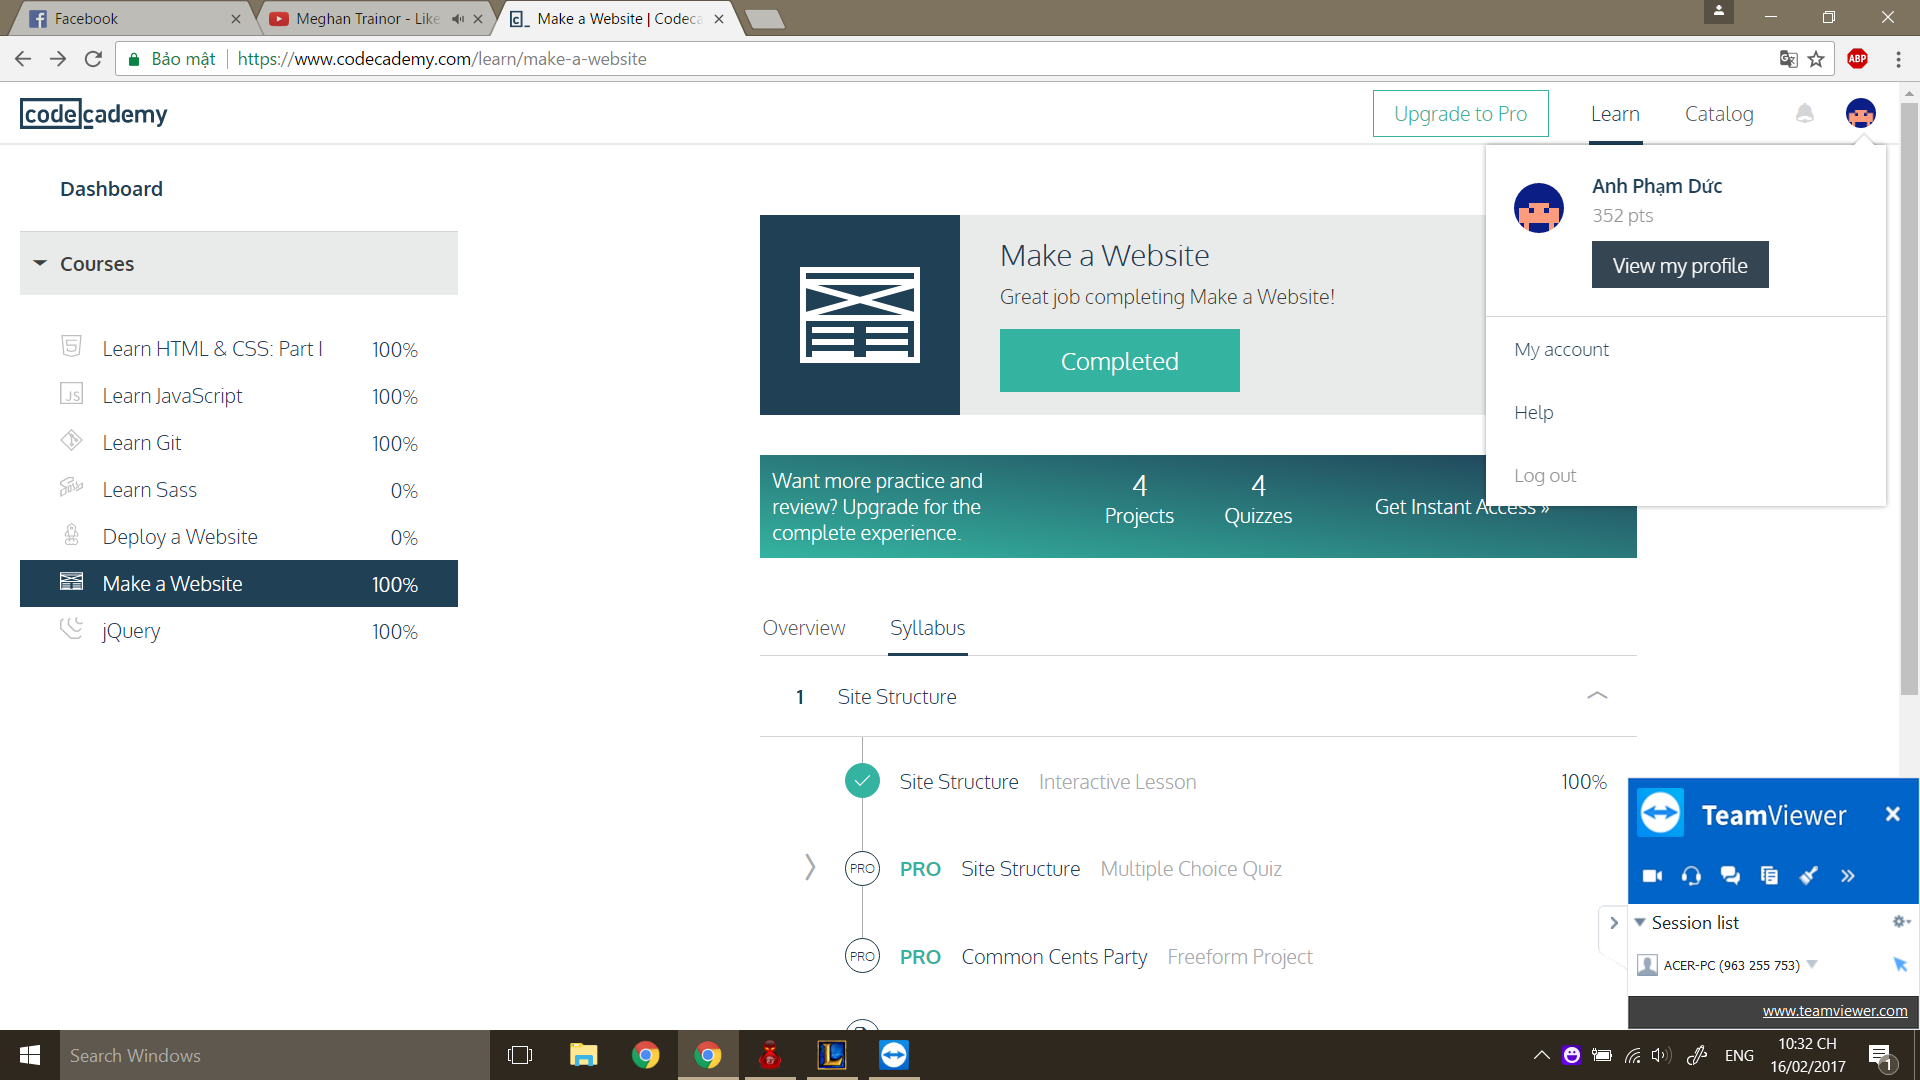 Facebook
Meghan Trainor - Like
Make a Website | Codeca
Bảo mật
https://www.codecademy.com/learn/make-a-website
ABP
codecademy
Upgrade to Pro
Learn
Catalog
Dashboard
Anh Phạm Dức
352 pts
View my profile
My account
Help
Log out
Courses
Learn HTML & CSS: Part I 100%
Learn JavaScript 100%
Learn Git 100%
Learn Sass 0%
Deploy a Website 0%
Make a Website 100%
jQuery 100%
Make a Website
Great job completing Make a Website!
Completed
Want more practice and
review? Upgrade for the
complete experience.
4
Projects
4
Quizzes
Get Instant Access »
Overview
Syllabus
1 Site Structure
Site Structure Interactive Lesson 100%
PRO PRO Site Structure Multiple Choice Quiz
PRO PRO Common Cents Party Freeform Project
TeamViewer
Session list
ACER-PC (963 255 753)
www.teamviewer.com
Search Windows
ENG
10:32 CH
16/02/2017
1